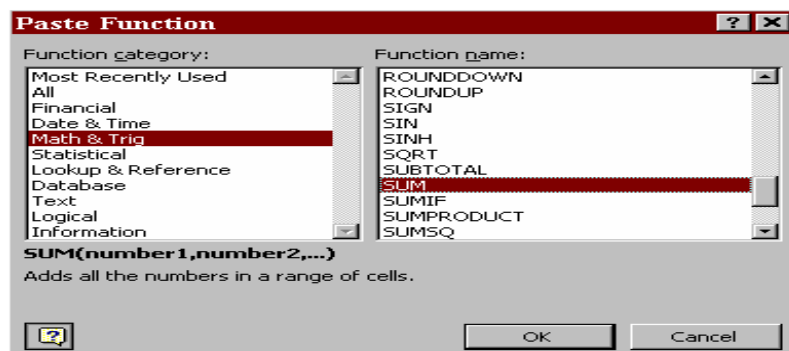 Paste Function
Function category:
Most Recently Used
All
Financial
Date & Time
Math & Trig
Statistical
Lookup & Reference
Database
Text
Logical
Information
Function name:
ROUNDDOWN
ROUNDUP
SIGN
SIN
SINH
SQRT
SUBTOTAL
SUM
SUMIF
SUMPRODUCT
SUMSQ
SUM(number1,number2,...)
Adds all the numbers in a range of cells.
OK
Cancel